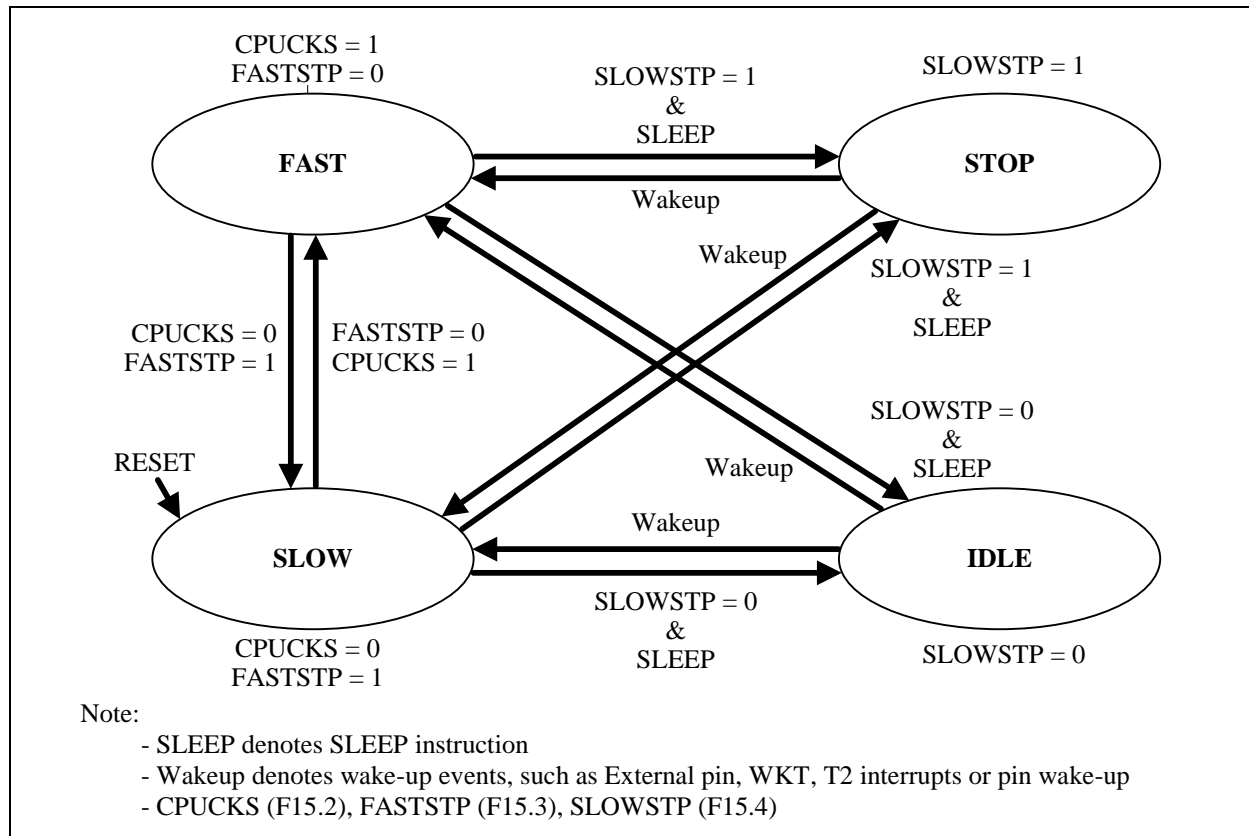 CPUCKS = 1
FASTSTP = 0
SLOWSTP = 1
&
SLEEP
SLOWSTP = 1
FAST
STOP
Wakeup
Wakeup
SLOWSTP = 1
&
SLEEP
CPUCKS = 0
FASTSTP = 1
FASTSTP = 0
CPUCKS = 1
SLOWSTP = 0
&
SLEEP
Wakeup
RESET
Wakeup
SLOW
IDLE
SLOWSTP = 0
&
SLEEP
CPUCKS = 0
FASTSTP = 1
SLOWSTP = 0
Note:
- SLEEP denotes SLEEP instruction
- Wakeup denotes wake-up events, such as External pin, WKT, T2 interrupts or pin wake-up
- CPUCKS (F15.2), FASTSTP (F15.3), SLOWSTP (F15.4)